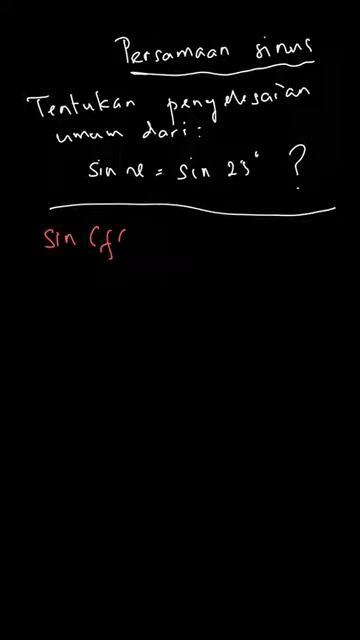 Persamaan sinus
Tentukan penyelesaian
umum dari:
sin x = sin 23° ?
sin (f(